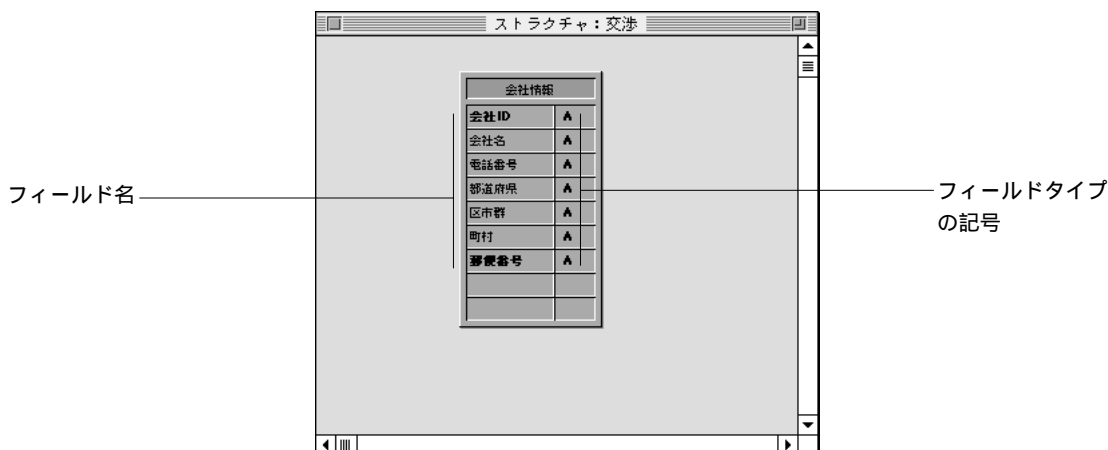 ストラクチャ：交渉
会社情報
会社ID A
会社名 A
電話番号 A
都道府県 A
区市群 A
町村 A
郵便番号 A
フィールド名
フィールドタイプ
の記号